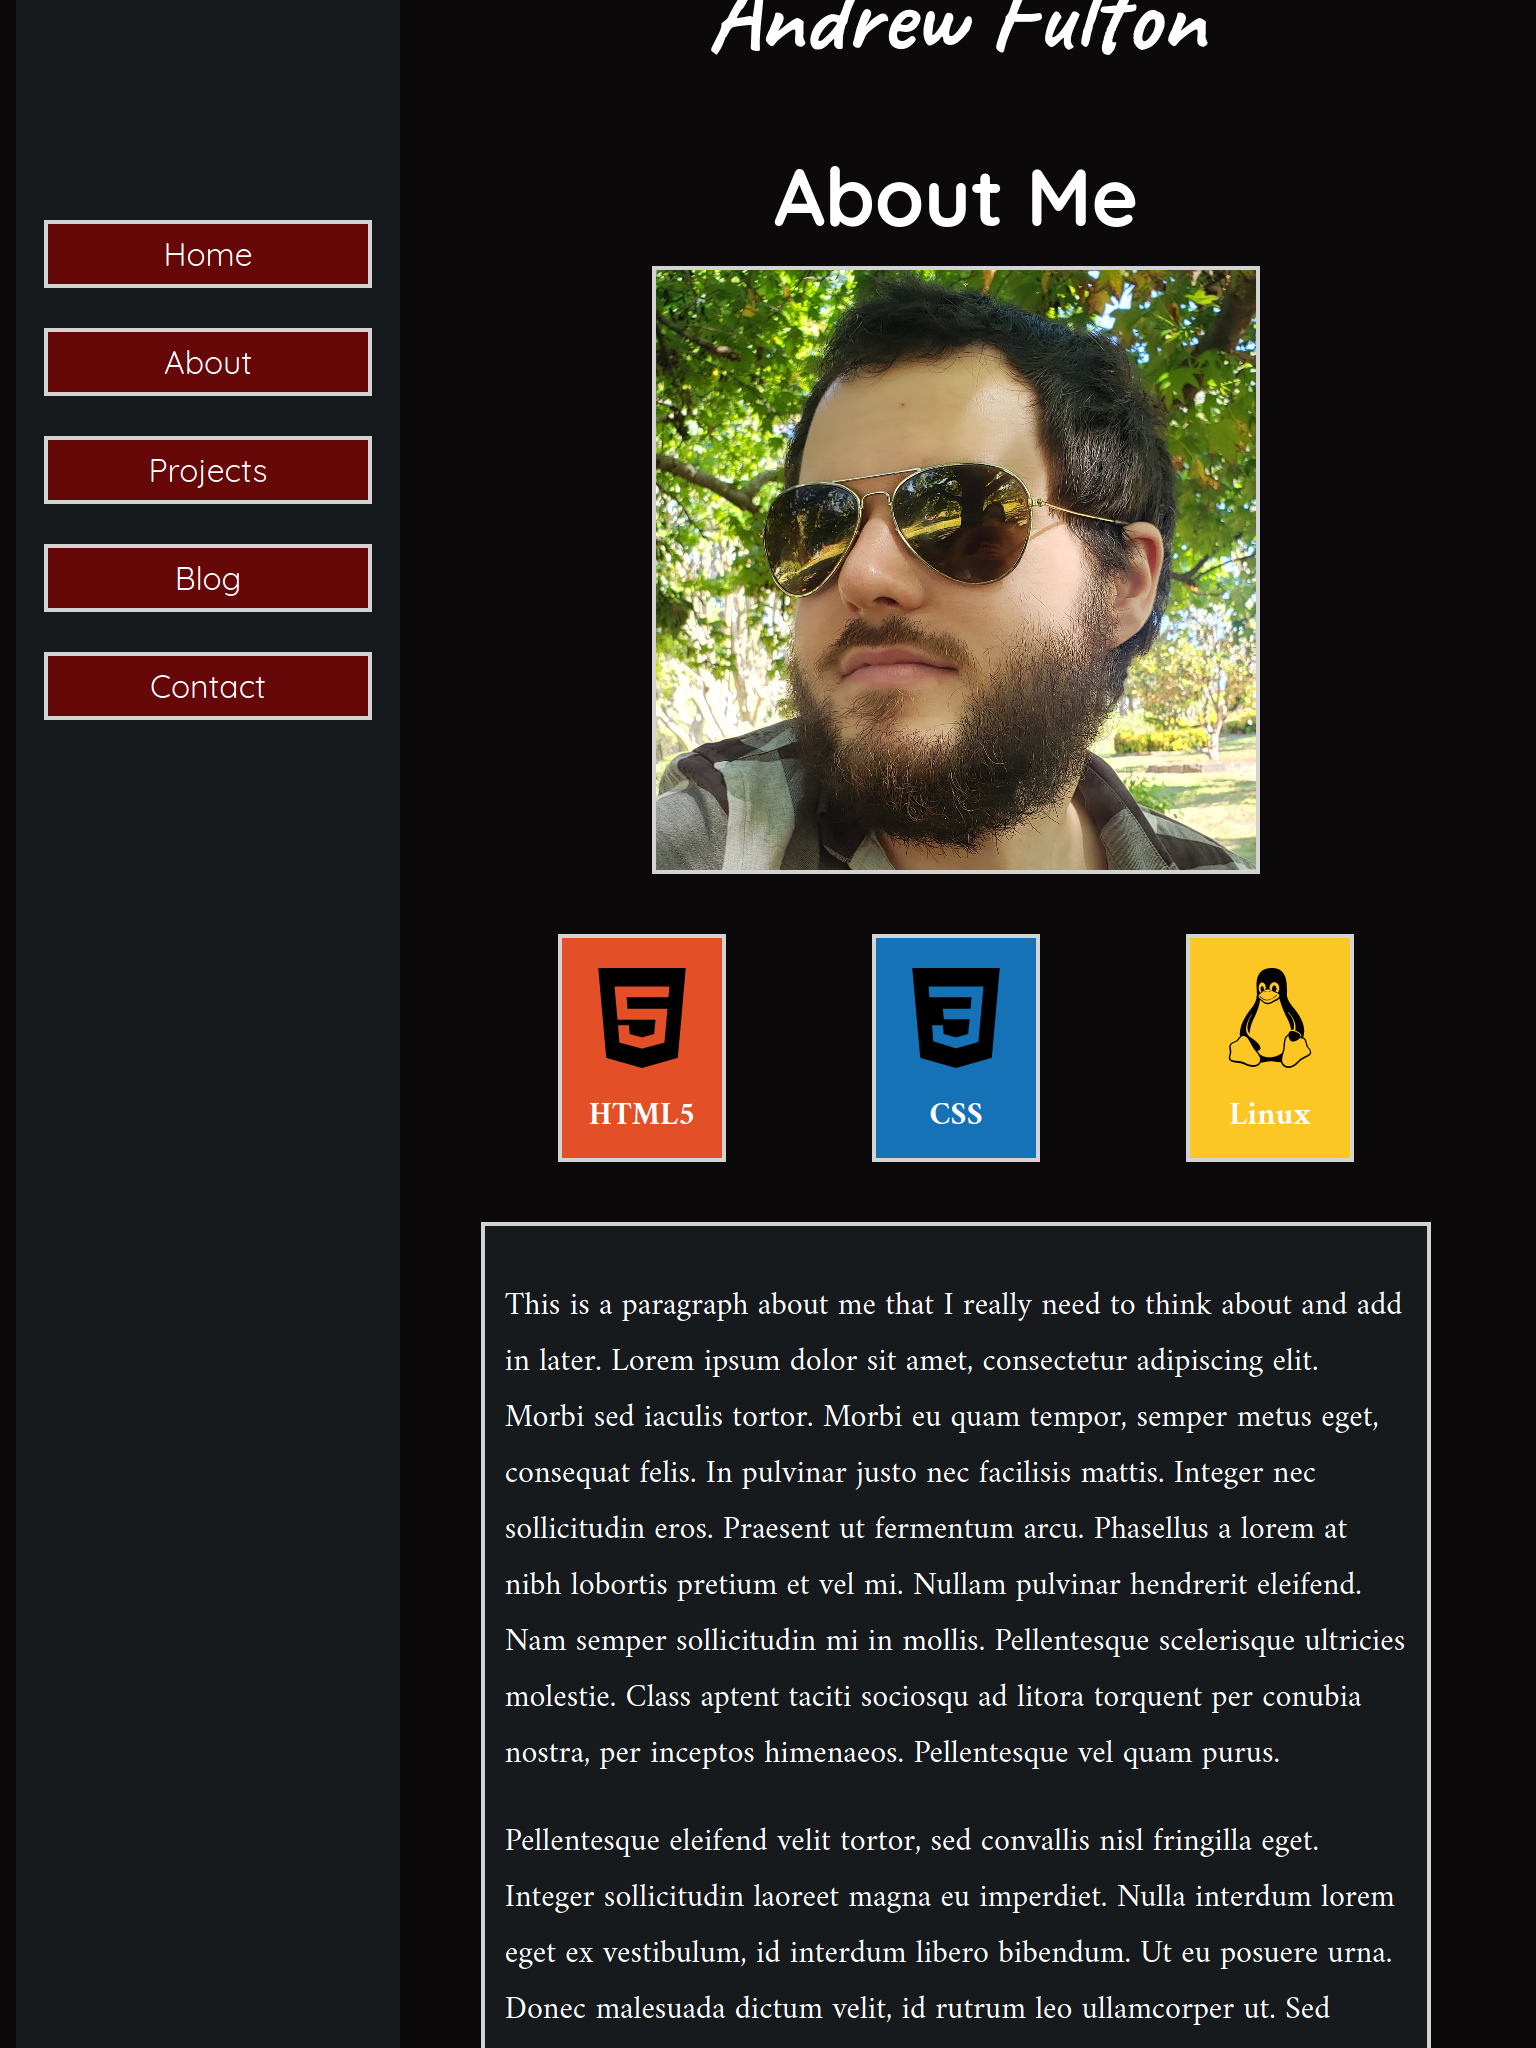 Andrew Fulton
About Me
Home
About
Projects
Blog
Contact
HTML5
CSS
Linux
This is a paragraph about me that I really need to think about and add
in later. Lorem ipsum dolor sit amet, consectetur adipiscing elit.
Morbi sed iaculis tortor. Morbi eu quam tempor, semper metus eget,
consequat felis. In pulvinar justo nec facilisis mattis. Integer nec
sollicitudin eros. Praesent ut fermentum arcu. Phasellus a lorem at
nibh lobortis pretium et vel mi. Nullam pulvinar hendrerit eleifend.
Nam semper sollicitudin mi in mollis. Pellentesque scelerisque ultricies
molestie. Class aptent taciti sociosqu ad litora torquent per conubia
nostra, per inceptos himenaeos. Pellentesque vel quam purus.
Pellentesque eleifend velit tortor, sed convallis nisl fringilla eget.
Integer sollicitudin laoreet magna eu imperdiet. Nulla interdum lorem
eget ex vestibulum, id interdum libero bibendum. Ut eu posuere urna.
Donec malesuada dictum velit, id rutrum leo ullamcorper ut. Sed